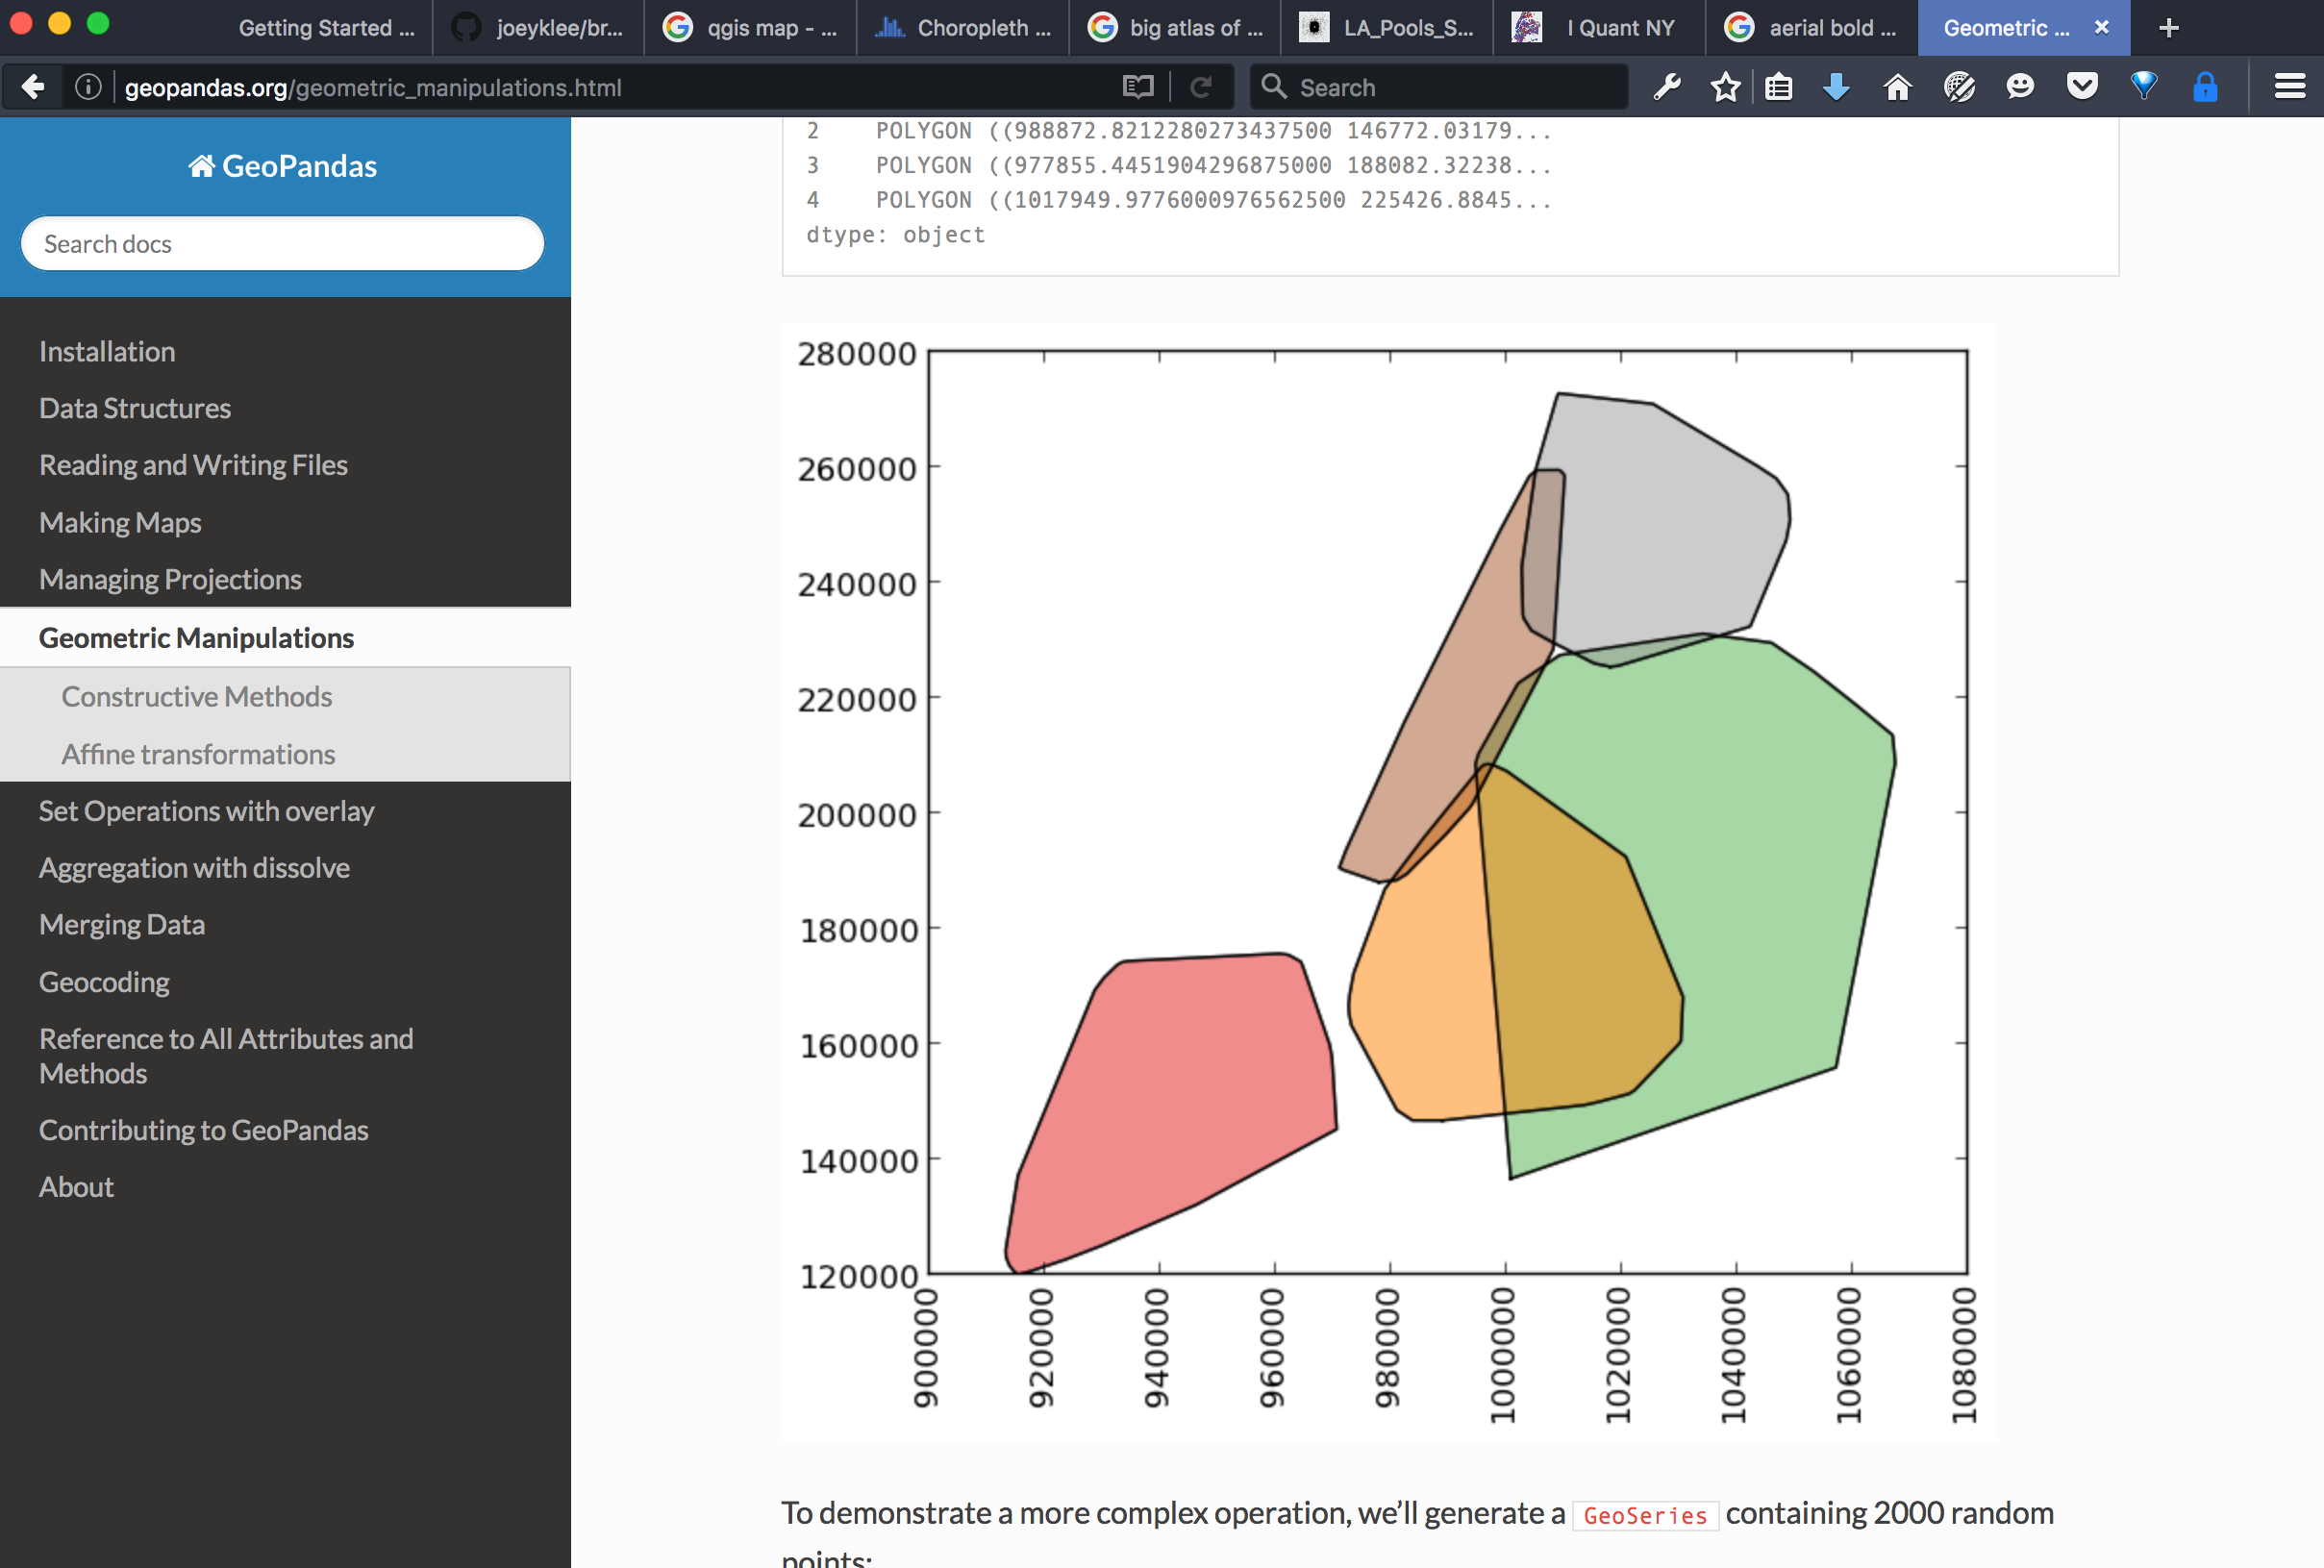 Getting Started ...
joeyklee/br...
qgis map - ...
Choropleth ...
big atlas of ...
LA_Pools_S...
I Quant NY
aerial bold ...
Geometric ...
geopandas.org/geometric_manipulations.html
Search
GeoPandas
Search docs
Installation
Data Structures
Reading and Writing Files
Making Maps
Managing Projections
Geometric Manipulations
Constructive Methods
Affine transformations
Set Operations with overlay
Aggregation with dissolve
Merging Data
Geocoding
Reference to All Attributes and
Methods
Contributing to GeoPandas
About
2 POLYGON ((988872.8212280273437500 146772.03179...
3 POLYGON ((977855.4451904296875000 188082.32238...
4 POLYGON ((1017949.9776000976562500 225426.8845...
dtype: object
280000
260000
240000
220000
200000
180000
160000
140000
120000
900000
920000
940000
960000
980000
1000000
1020000
1040000
1060000
1080000
To demonstrate a more complex operation, we’ll generate a GeoSeries containing 2000 random
points: